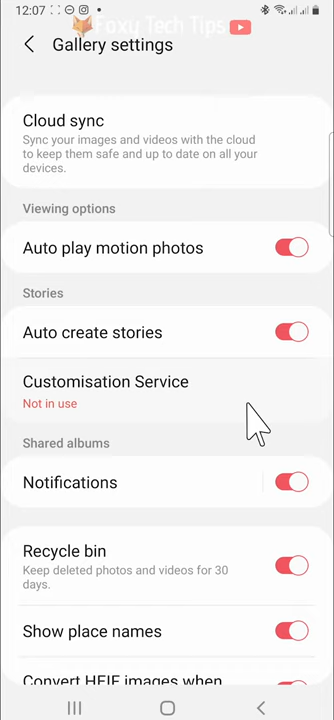 12:07
Foxy Tech Tips
Gallery settings
Cloud sync
Sync your images and videos with the cloud
to keep them safe and up to date on all your
devices.
Viewing options
Auto play motion photos
Stories
Auto create stories
Customisation Service
Not in use
Shared albums
Notifications
Recycle bin
Keep deleted photos and videos for 30
days.
Show place names
Convert HEIF images when